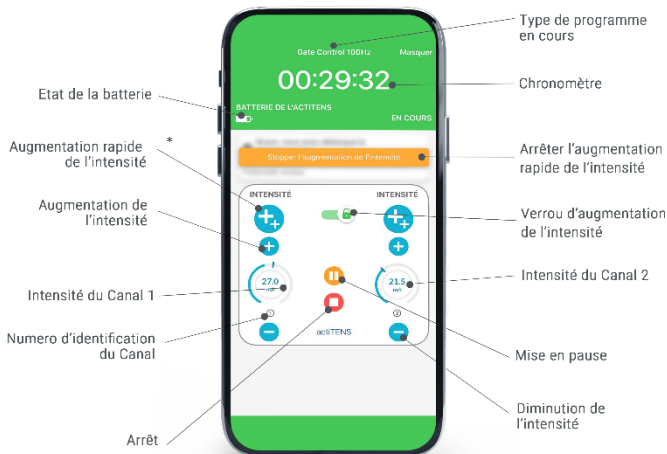 Type de programme
en cours
Gate Control 100Hz
Masquer
00:29:32
Chronomètre
Etat de la batterie
BATTERIE DE L'ACTITENS
EN COURS
Augmentation rapide *
de l'intensité
Stopper l'augmentation de l'intensité
Arrêter l'augmentation
rapide de l'intensité
INTENSITÉ
INTENSITÉ
Augmentation de
l'intensité
Verrou d'augmentation
de l'intensité
27.0
mA
21.5
mA
Intensité du Canal 1
Intensité du Canal 2
1
2
Numero d'identification
du Canal
actiTENS
Mise en pause
Diminution de
l'intensité
Arrêt